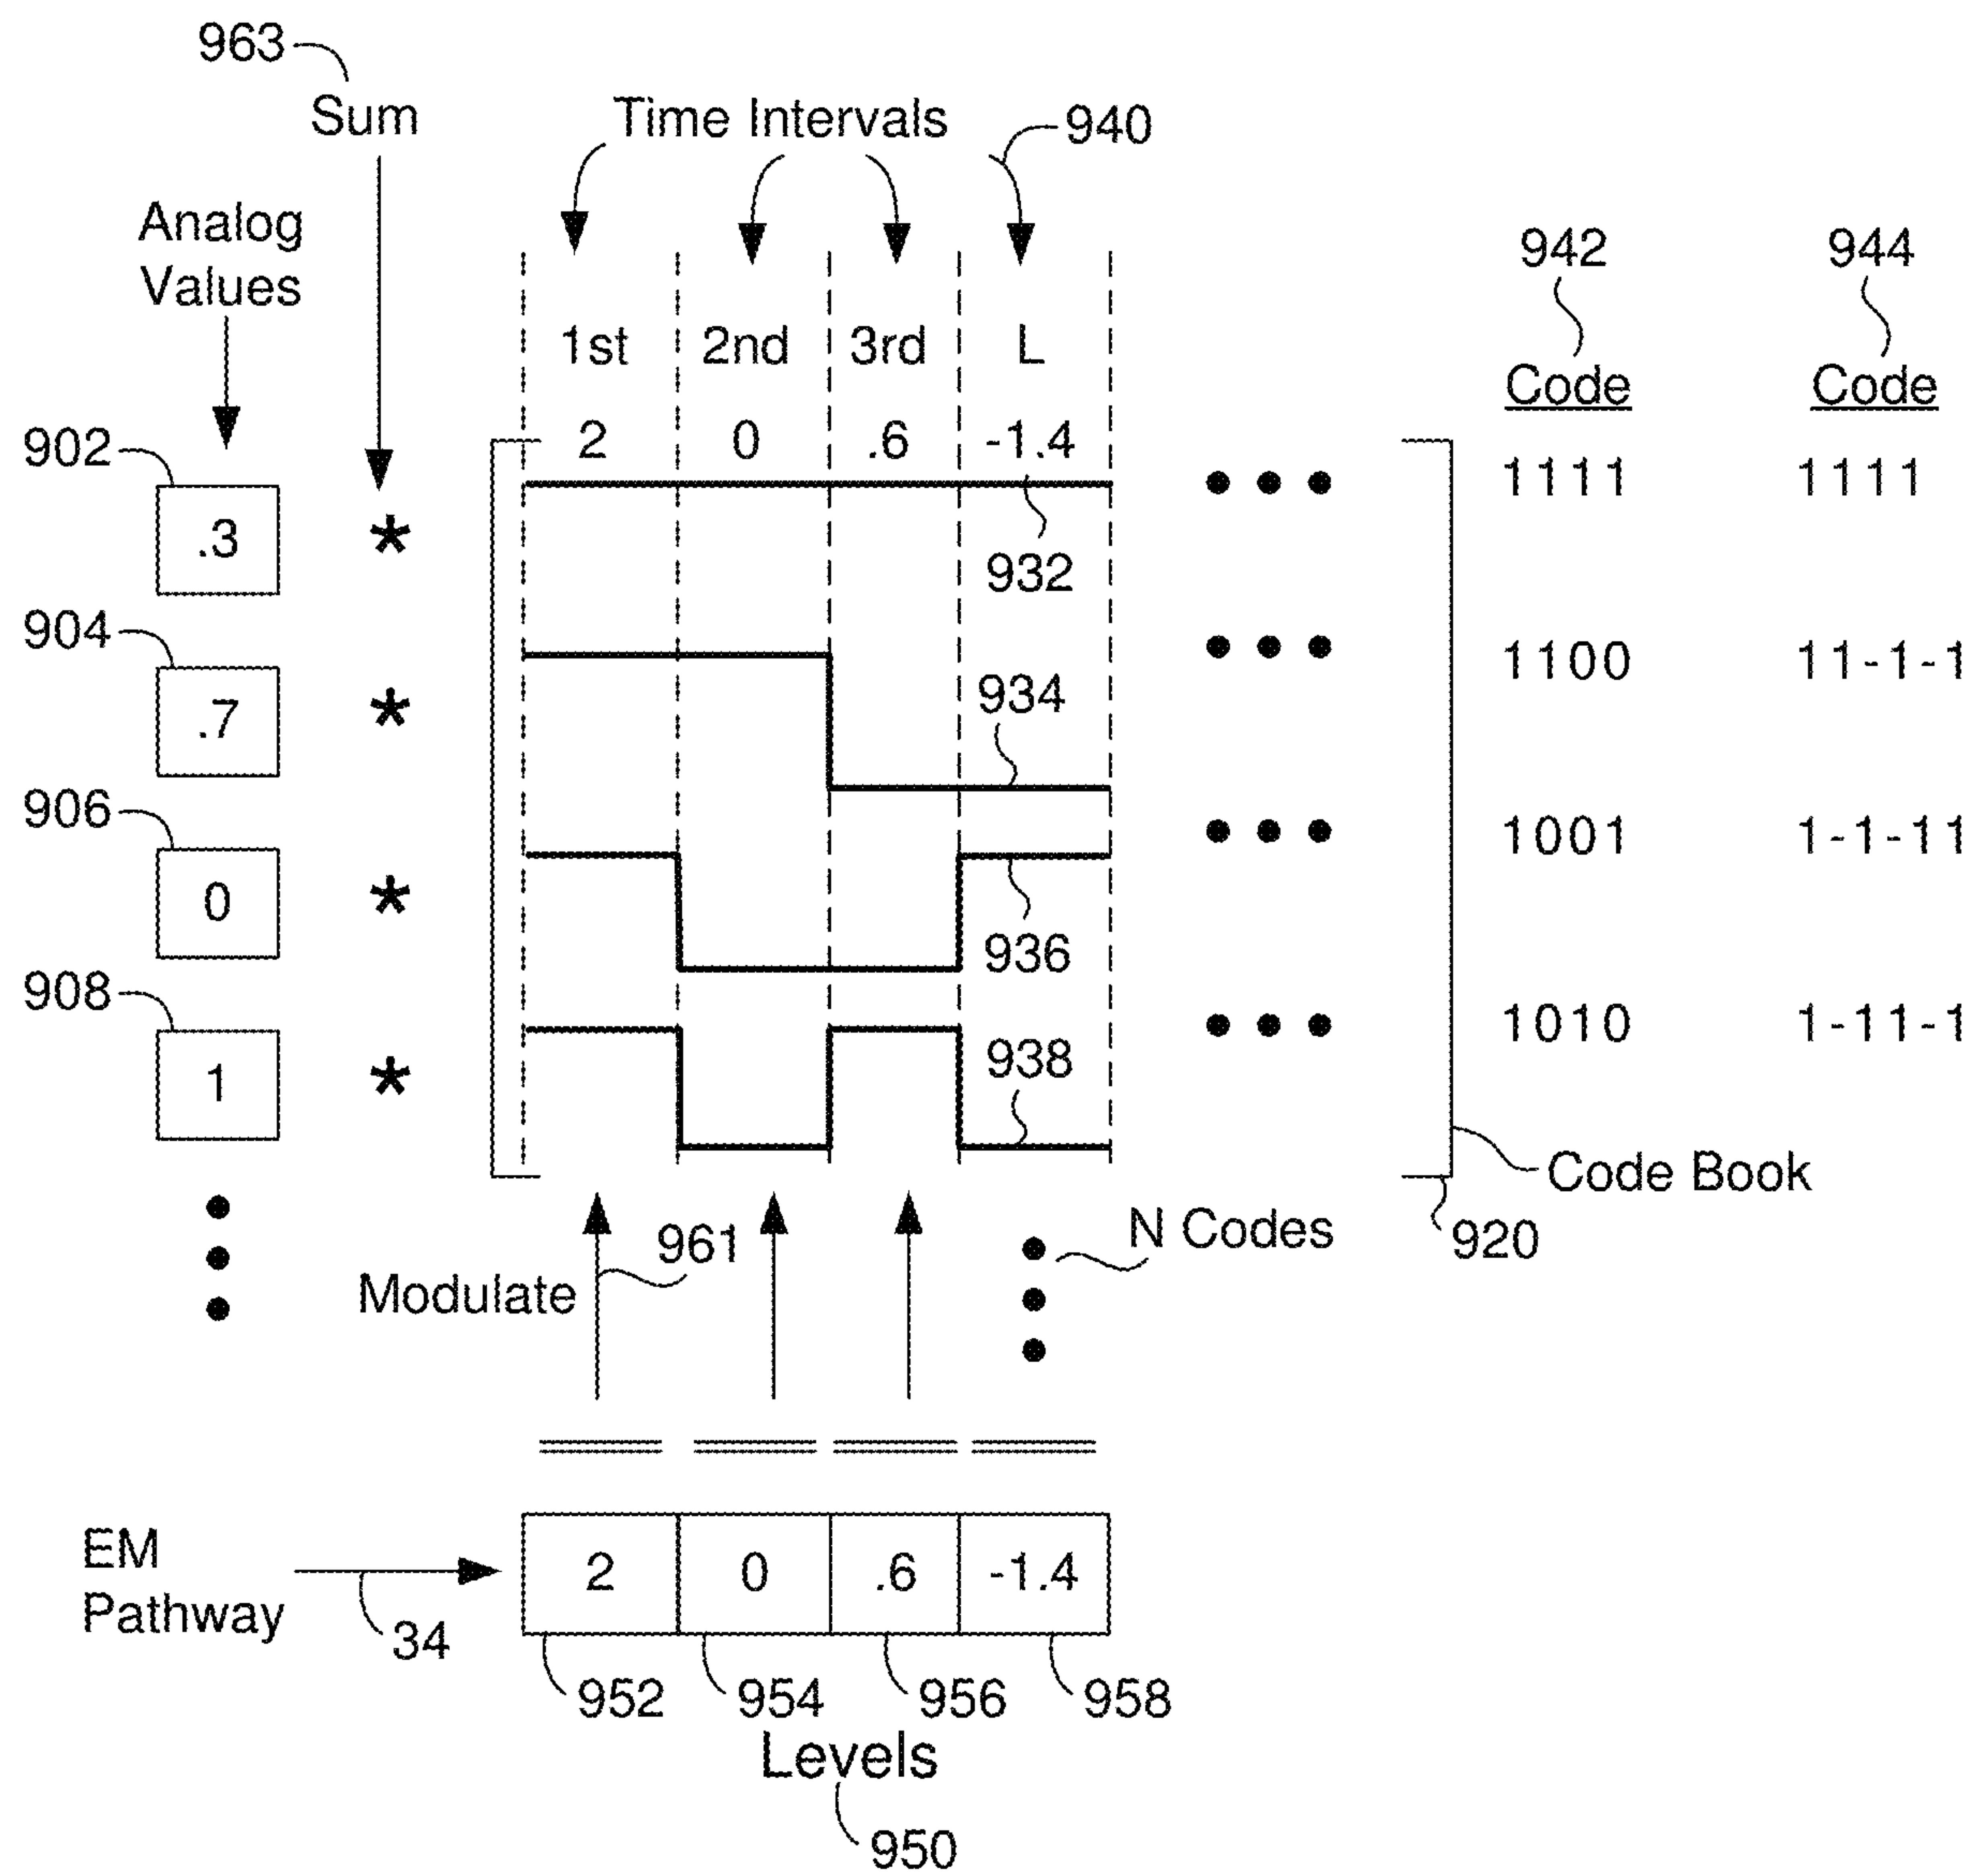 963
Sum
Time Intervals
940
Analog
Values
942
944
1st 2nd 3rd L
Code Code
902
2 0 .6 -1.4
1111 1111
.3
*
932
904
1100 11-1-1
.7
*
934
906
1001 1-1-11
0
*
936
908
1010 1-11-1
1
*
938
Code Book
N Codes
920
961
Modulate
EM
Pathway
34
2 0 .6 -1.4
952 954 956 958
Levels
950